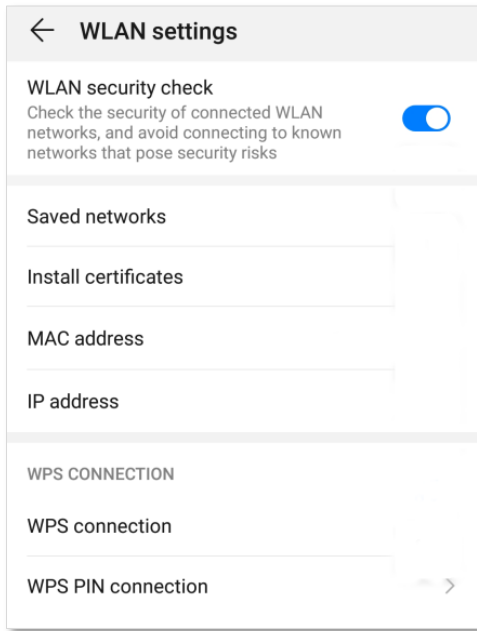 WLAN settings
WLAN security check
Check the security of connected WLAN
networks, and avoid connecting to known
networks that pose security risks
Saved networks
Install certificates
MAC address
IP address
WPS CONNECTION
WPS connection
WPS PIN connection